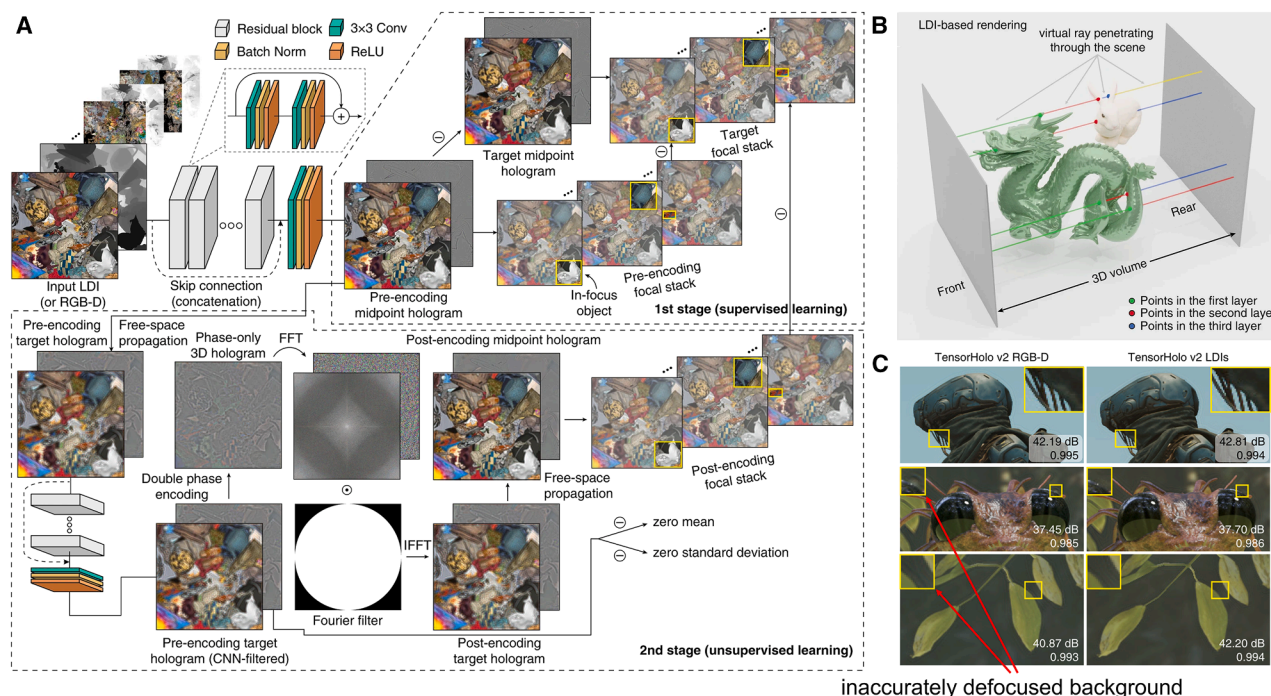 A
Residual block
3×3 Conv
Batch Norm
ReLU
Input LDI
(or RGB-D)
Skip connection
(concatenation)
Pre-encoding
midpoint hologram
Target midpoint
hologram
Target
focal stack
Pre-encoding
focal stack
In-focus
object
1st stage (supervised learning)
Pre-encoding
target hologram
Free-space
propagation
Phase-only
3D hologram
FFT
Post-encoding midpoint hologram
Double phase
encoding
Post-encoding
focal stack
Free-space
propagation
IFFT
zero mean
zero standard deviation
Fourier filter
Pre-encoding target
hologram (CNN-filtered)
Post-encoding
target hologram
2nd stage (unsupervised learning)
B
LDI-based rendering
virtual ray penetrating
through the scene
Rear
Front
3D volume
Points in the first layer
Points in the second laye
Points in the third layer
C
TensorHolo v2 RGB-D
TensorHolo v2 LDIs
42.19 dB
0.995
42.81 dB
0.994
37.45 dB
0.985
37.70 dB
0.986
40.87 dB
0.993
42.20 dB
0.994
inaccurately defocused background